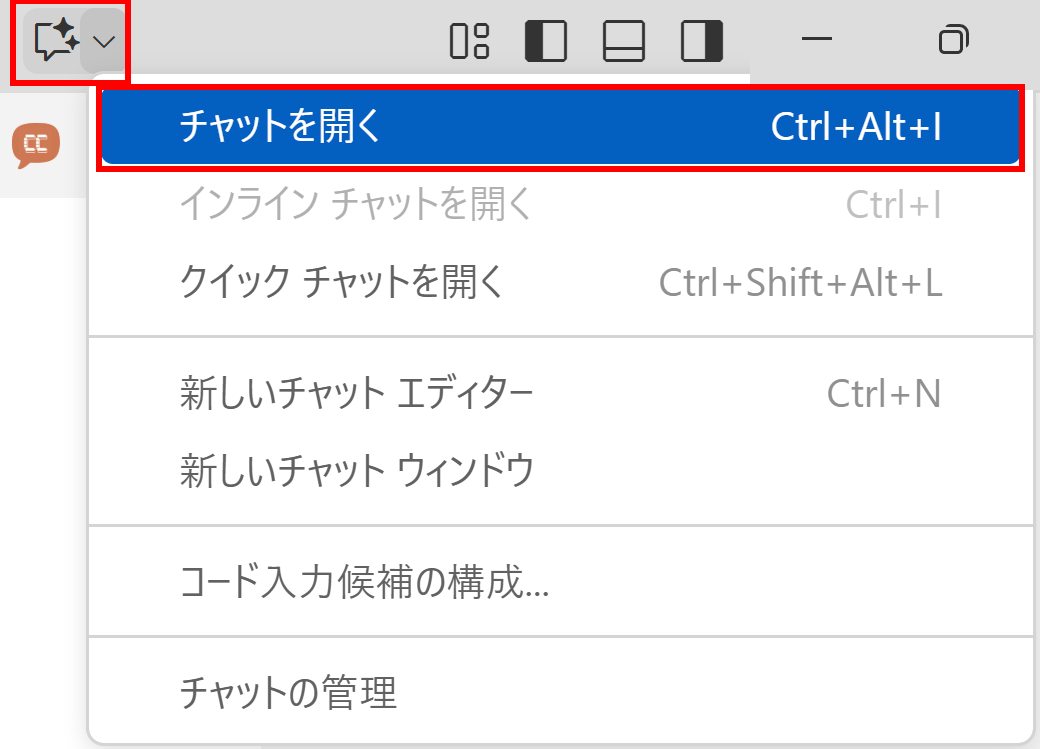 CC
チャットを開く Ctrl+Alt+I
インライン チャットを開く Ctrl+I
クイック チャットを開く Ctrl+Shift+Alt+L
新しいチャット エディター Ctrl+N
新しいチャット ウィンドウ
コード入力候補の構成...
チャットの管理